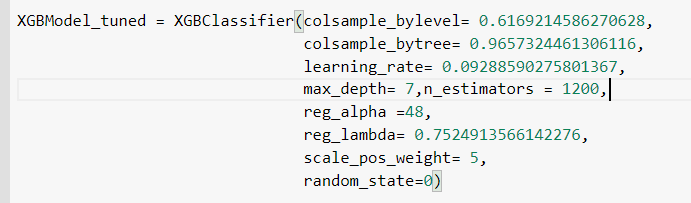 XGBModel_tuned = XGBClassifier(colsample_bylevel= 0.6169214586270628,
colsample_bytree= 0.9657324461306116,
learning_rate= 0.09288590275801367,
max_depth= 7,n_estimators = 1200,
reg_alpha =48,
reg_lambda= 0.7524913566142276,
scale_pos_weight= 5,
random_state=0)